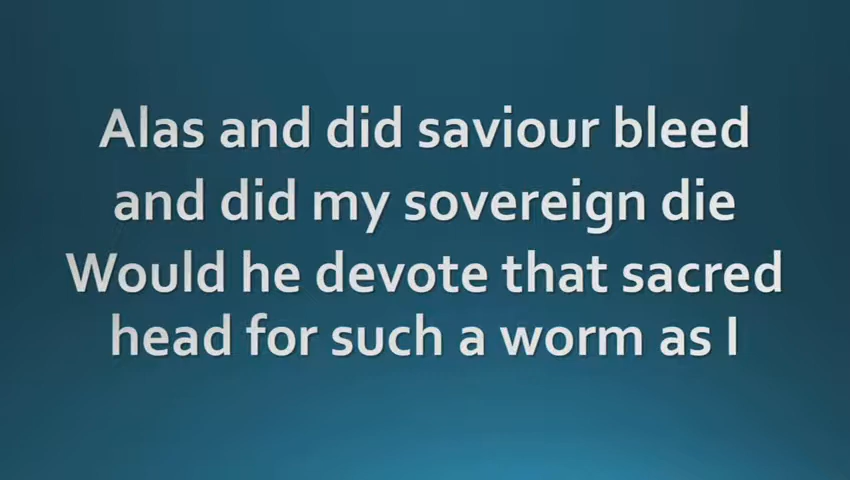 Alas and did saviour bleed
and did my sovereign die
Would he devote that sacred
head for such a worm as I